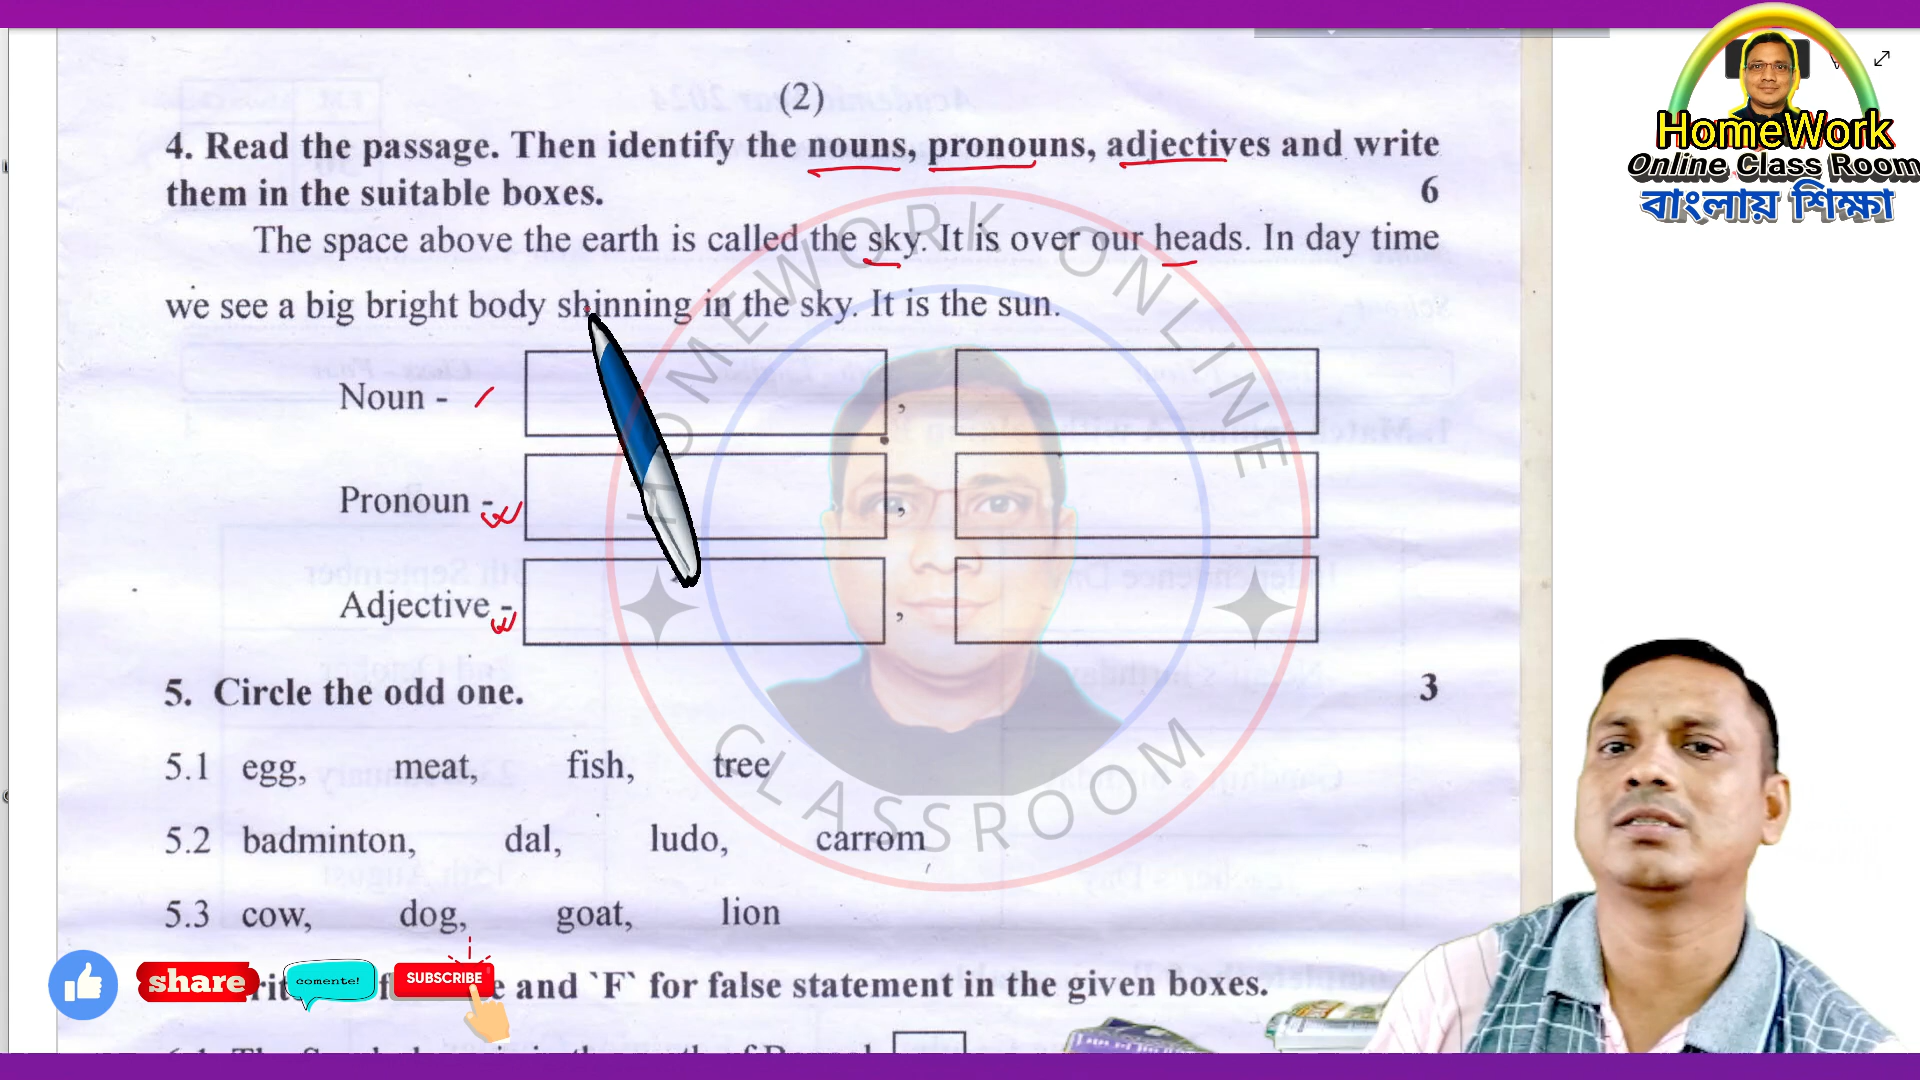 (2)
4. Read the passage. Then identify the nouns, pronouns, adjectives and write
them in the suitable boxes. 6
The space above the earth is called the sky. It is over our heads. In day time
we see a big bright body shinning in the sky. It is the sun.
Noun - ,
Pronoun - ,
Adjective - ,
5. Circle the odd one. 3
5.1 egg, meat, fish, tree
5.2 badminton, dal, ludo, carrom
5.3 cow, dog, goat, lion
and `F` for false statement in the given boxes.
HomeWork
Online Class Room
বাংলায় শিক্ষা
HOMEWORK ONLINE
CLASSROOM
share
comente!
SUBSCRIBE